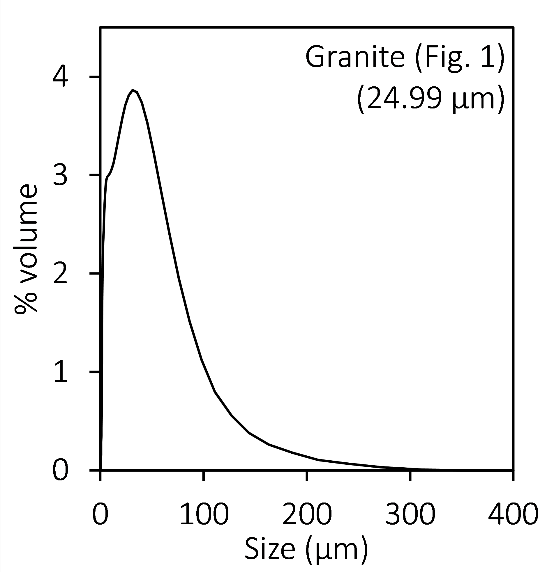 Granite (Fig. 1)
(24.99 µm)
% volume
4
3
2
1
0
0 100 200 300 400
Size (µm)